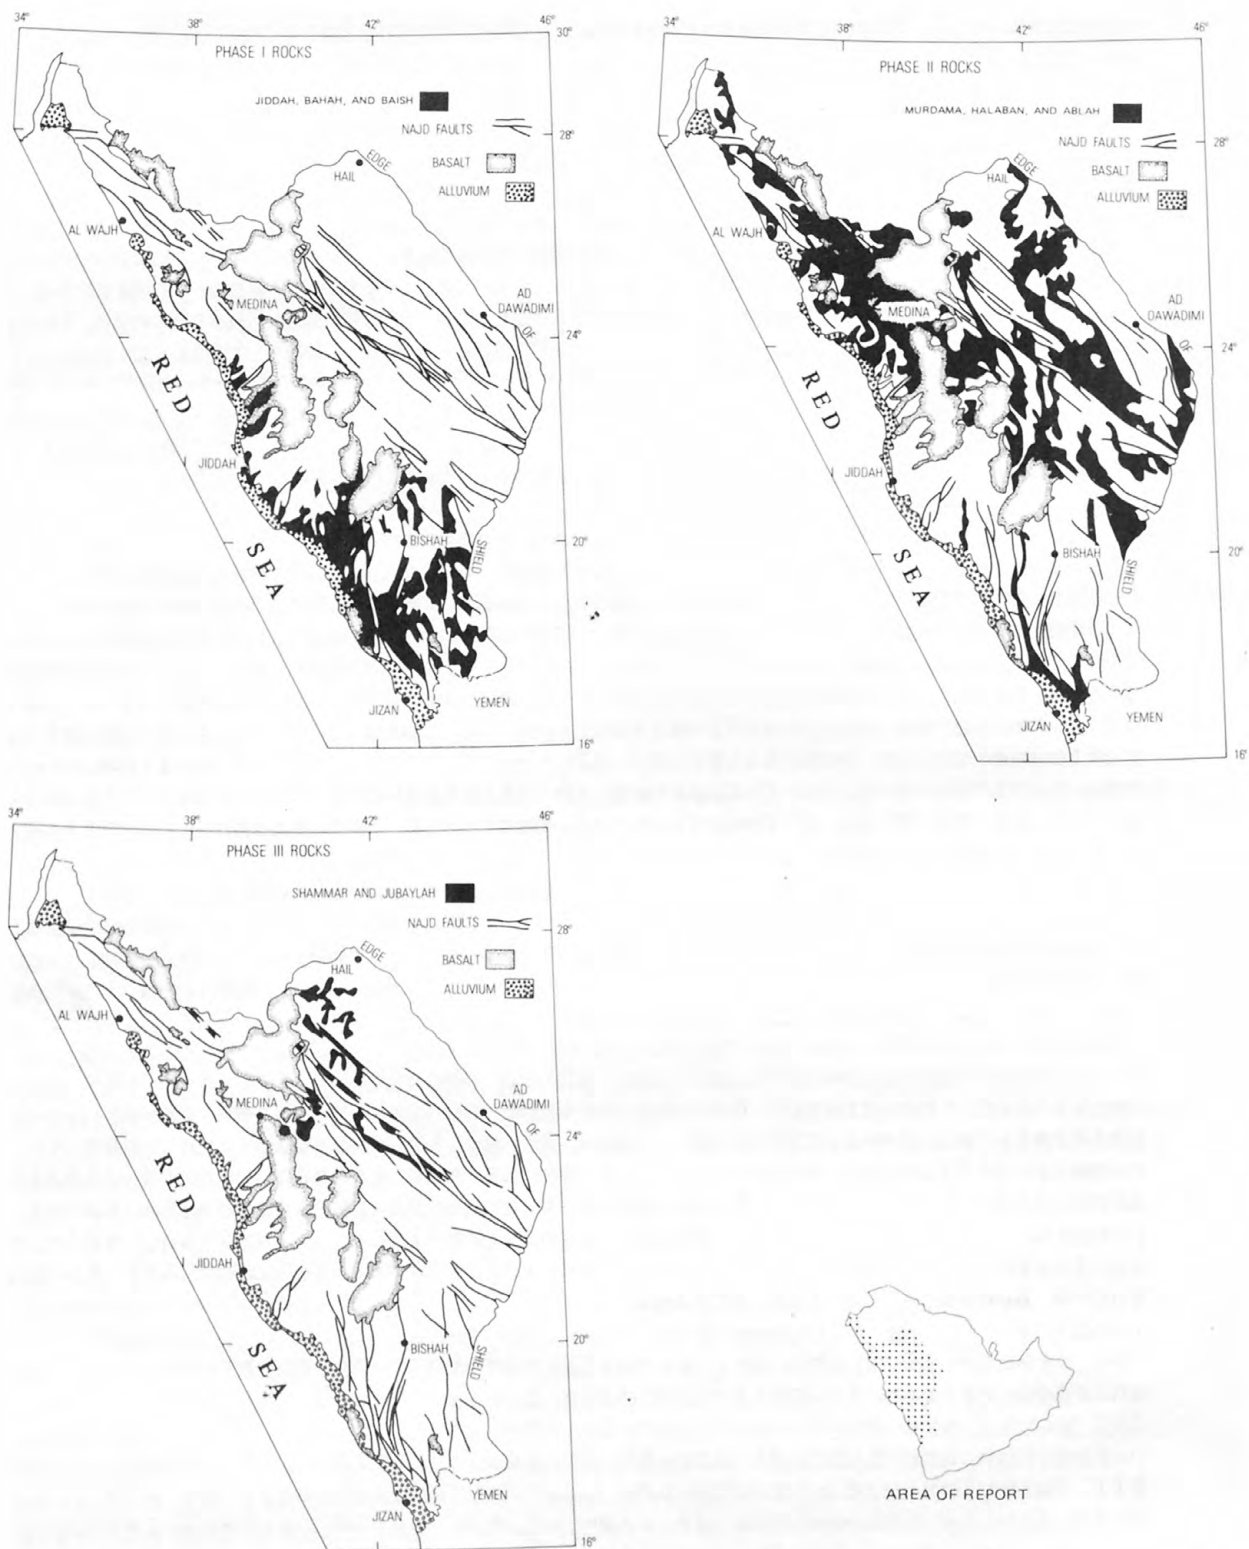 34°
38°
42°
46°
30°
PHASE I ROCKS
JIDDAH, BAHAH, AND BAISH
NAJD FAULTS
28°
BASALT
ALLUVIUM
EDGE
HAIL
AL WAJH
MEDINA
AD
DAWADIMI
OF
24°
RED
JIDDAH
SEA
BISHAH
SHIELD
20°
JIZAN
YEMEN
16°
34°
38°
42°
46°
PHASE II ROCKS
MURDAMA, HALABAN, AND ABLAH
NAJD FAULTS
28°
BASALT
ALLUVIUM
EDGE
HAIL
AL WAJH
MEDINA
AD
DAWADIMI
OF
24°
RED
JIDDAH
SEA
BISHAH
SHIELD
20°
JIZAN
YEMEN
16°
34°
38°
42°
46°
PHASE III ROCKS
SHAMMAR AND JUBAYLAH
NAJD FAULTS
28°
BASALT
ALLUVIUM
EDGE
HAIL
AL WAJH
MEDINA
AD
DAWADIMI
OF
24°
RED
JIDDAH
SEA
BISHAH
SHIELD
20°
JIZAN
YEMEN
16°
AREA OF REPORT